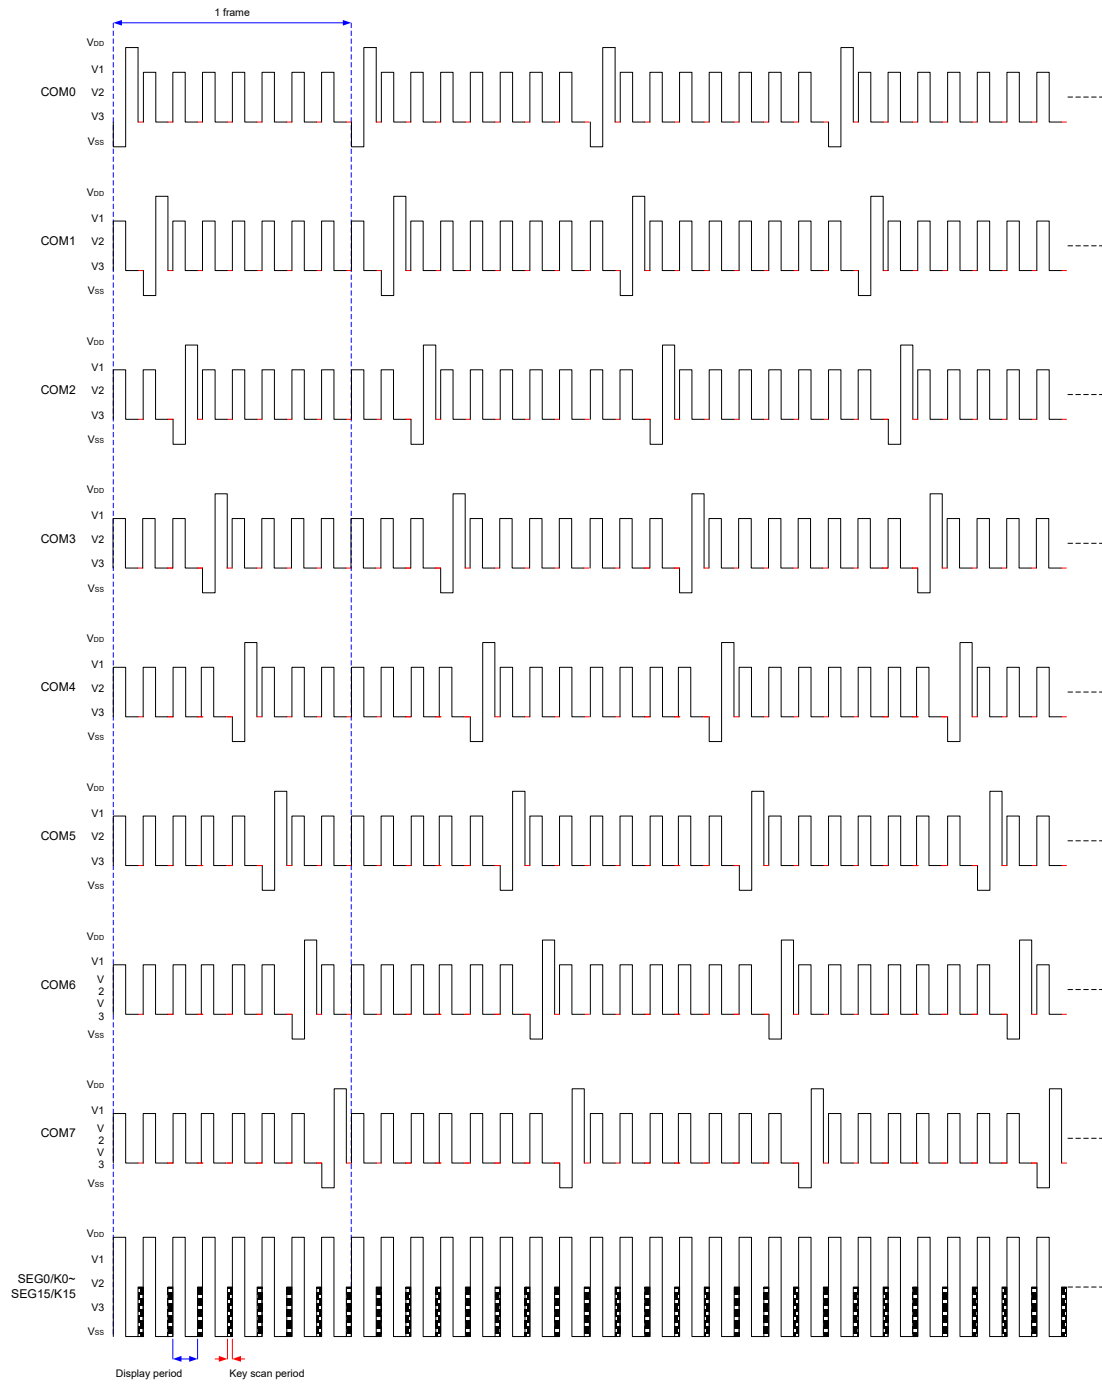 1 frame
VDD
V1
COM0 V2
V3
VSS
VDD
V1
COM1 V2
V3
VSS
VDD
V1
COM2 V2
V3
VSS
VDD
V1
COM3 V2
V3
VSS
VDD
V1
COM4 V2
V3
VSS
VDD
V1
COM5 V2
V3
VSS
VDD
V1
V
COM6 2
V
3
VSS
VDD
V1
V
COM7 2
V
3
VSS
VDD
V1
SEG0/K0~ V2
SEG15/K15
V3
VSS
Display period Key scan period